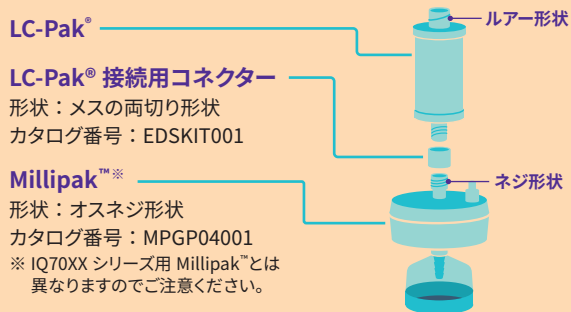 LC-Pak®
ルアー形状
LC-Pak® 接続用コネクター
形状：メスの両切り形状
カタログ番号：EDSKIT001
Millipak™※
ネジ形状
形状：オスネジ形状
カタログ番号：MPGP04001
※ IQ70XX シリーズ用 Millipak™とは
異なりますのでご注意ください。